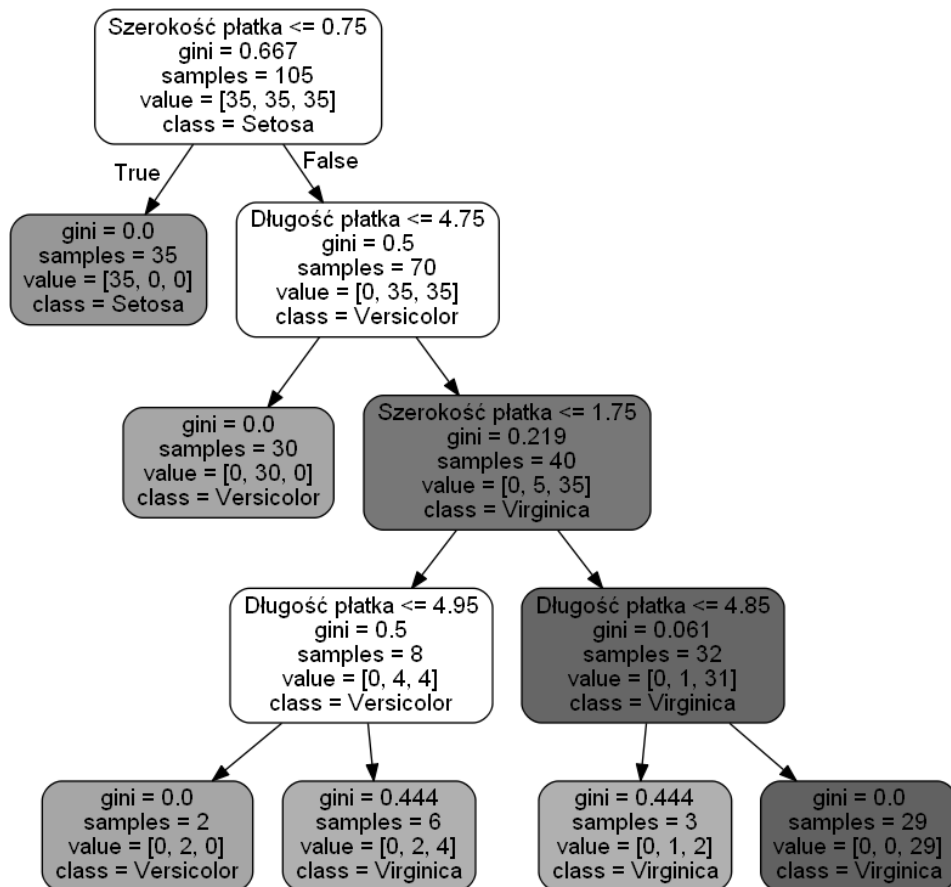 Szerokość płatka <= 0.75
gini = 0.667
samples = 105
value = [35, 35, 35]
class = Setosa
True
False
gini = 0.0
samples = 35
value = [35, 0, 0]
class = Setosa
Długość płatka <= 4.75
gini = 0.5
samples = 70
value = [0, 35, 35]
class = Versicolor
gini = 0.0
samples = 30
value = [0, 30, 0]
class = Versicolor
Szerokość płatka <= 1.75
gini = 0.219
samples = 40
value = [0, 5, 35]
class = Virginica
Długość płatka <= 4.95
gini = 0.5
samples = 8
value = [0, 4, 4]
class = Versicolor
Długość płatka <= 4.85
gini = 0.061
samples = 32
value = [0, 1, 31]
class = Virginica
gini = 0.0
samples = 2
value = [0, 2, 0]
class = Versicolor
gini = 0.444
samples = 6
value = [0, 2, 4]
class = Virginica
gini = 0.444
samples = 3
value = [0, 1, 2]
class = Virginica
gini = 0.0
samples = 29
value = [0, 0, 29]
class = Virginica